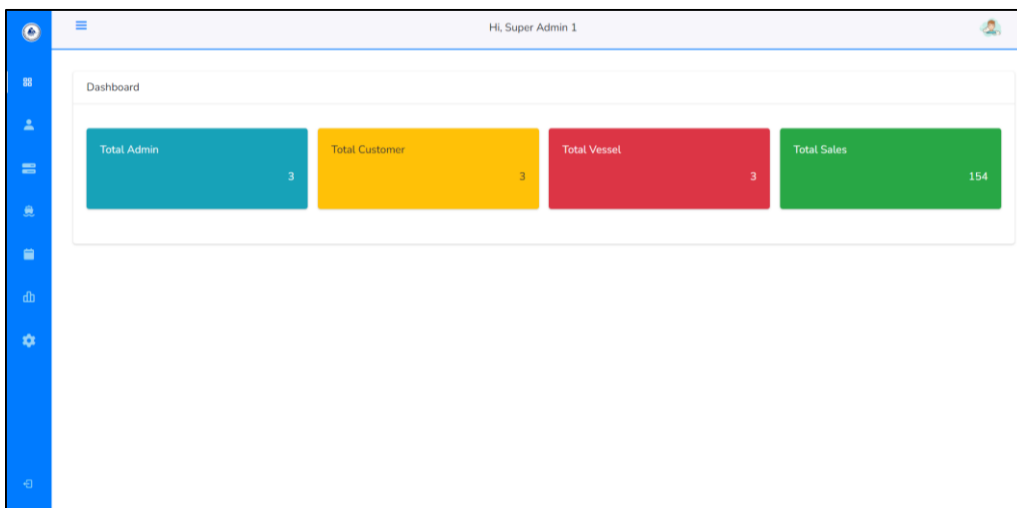 Hi, Super Admin 1
Dashboard
Total Admin
3
Total Customer
3
Total Vessel
3
Total Sales
154